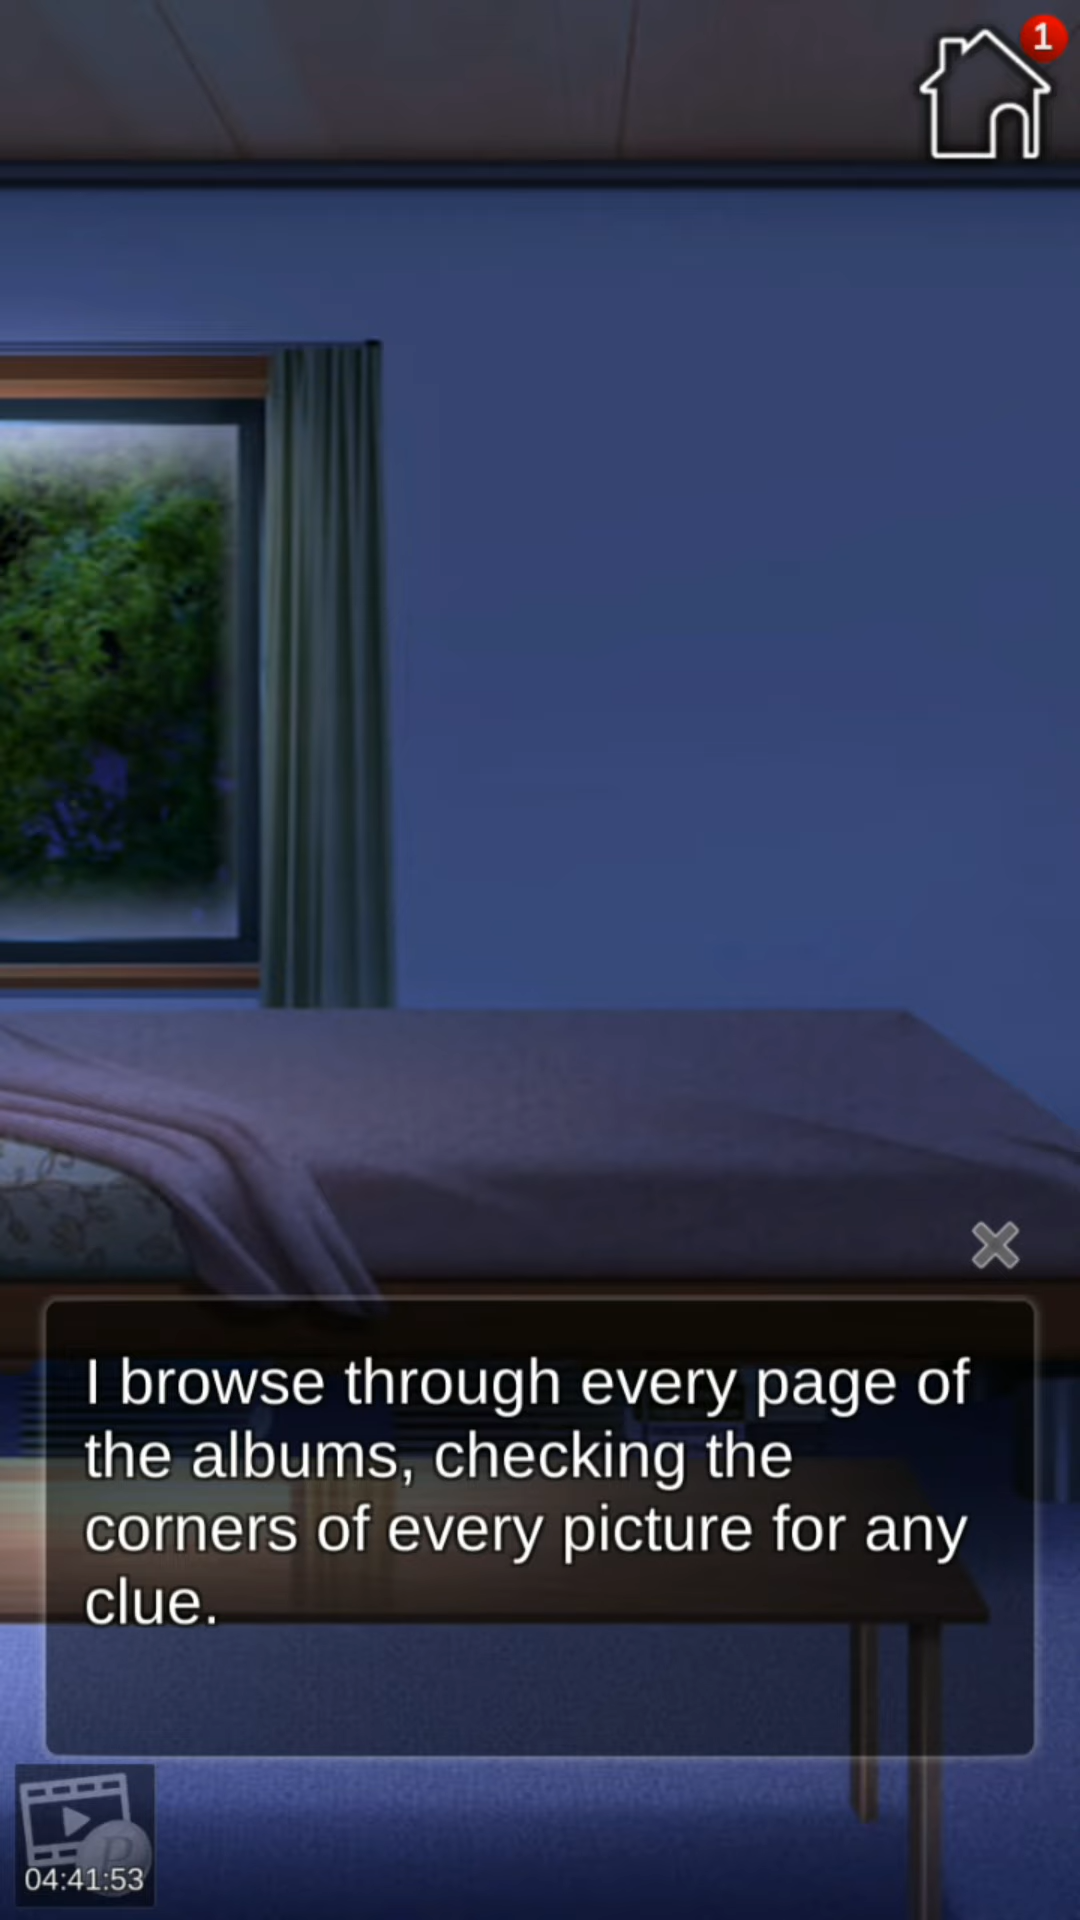 1
I browse through every page of
the albums, checking the
corners of every picture for any
clue.
P
04:41:53